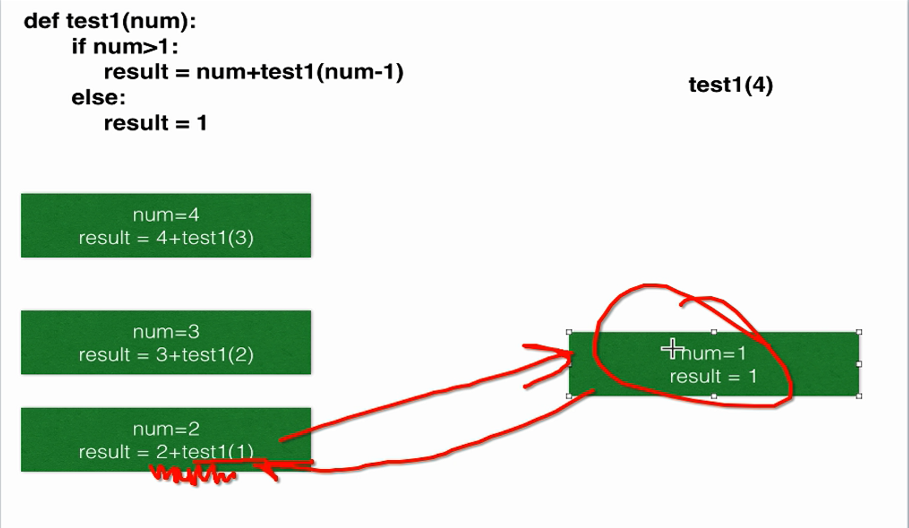 def test1(num):
if num>1:
result = num+test1(num-1)
else:
result = 1
test1(4)
num=4
result = 4+test1(3)
num=3
result = 3+test1(2)
num=1
result = 1
num=2
result = 2+test1(1)